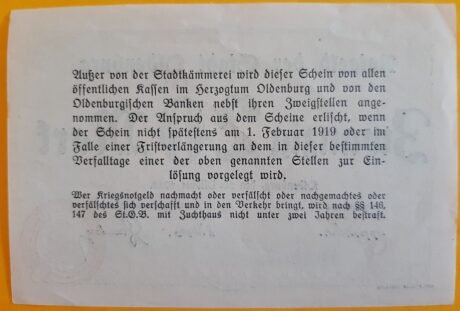 Außer von der Stadtkämmerei wird dieser Schein von allen
öffentlichen Kassen im Herzogtum Oldenburg und von den
Oldenburgischen Banken nebst ihren Zweigstellen ange-
nommen. Der Anspruch aus dem Scheine erlischt, wenn
der Schein nicht spätestens am 1. Februar 1919 oder im
Falle einer Fristverlängerung an dem in dieser bestimmten
Verfalltage einer der oben genannten Stellen zur Ein-
lösung vorgelegt wird.
Wer Kriegsnotgeld nachmacht oder verfälscht oder nachgemachtes oder
verfälschtes sich verschafft und in den Verkehr bringt, wird nach §§ 146,
147 des St.G.B. mit Zuchthaus nicht unter zwei Jahren bestraft.